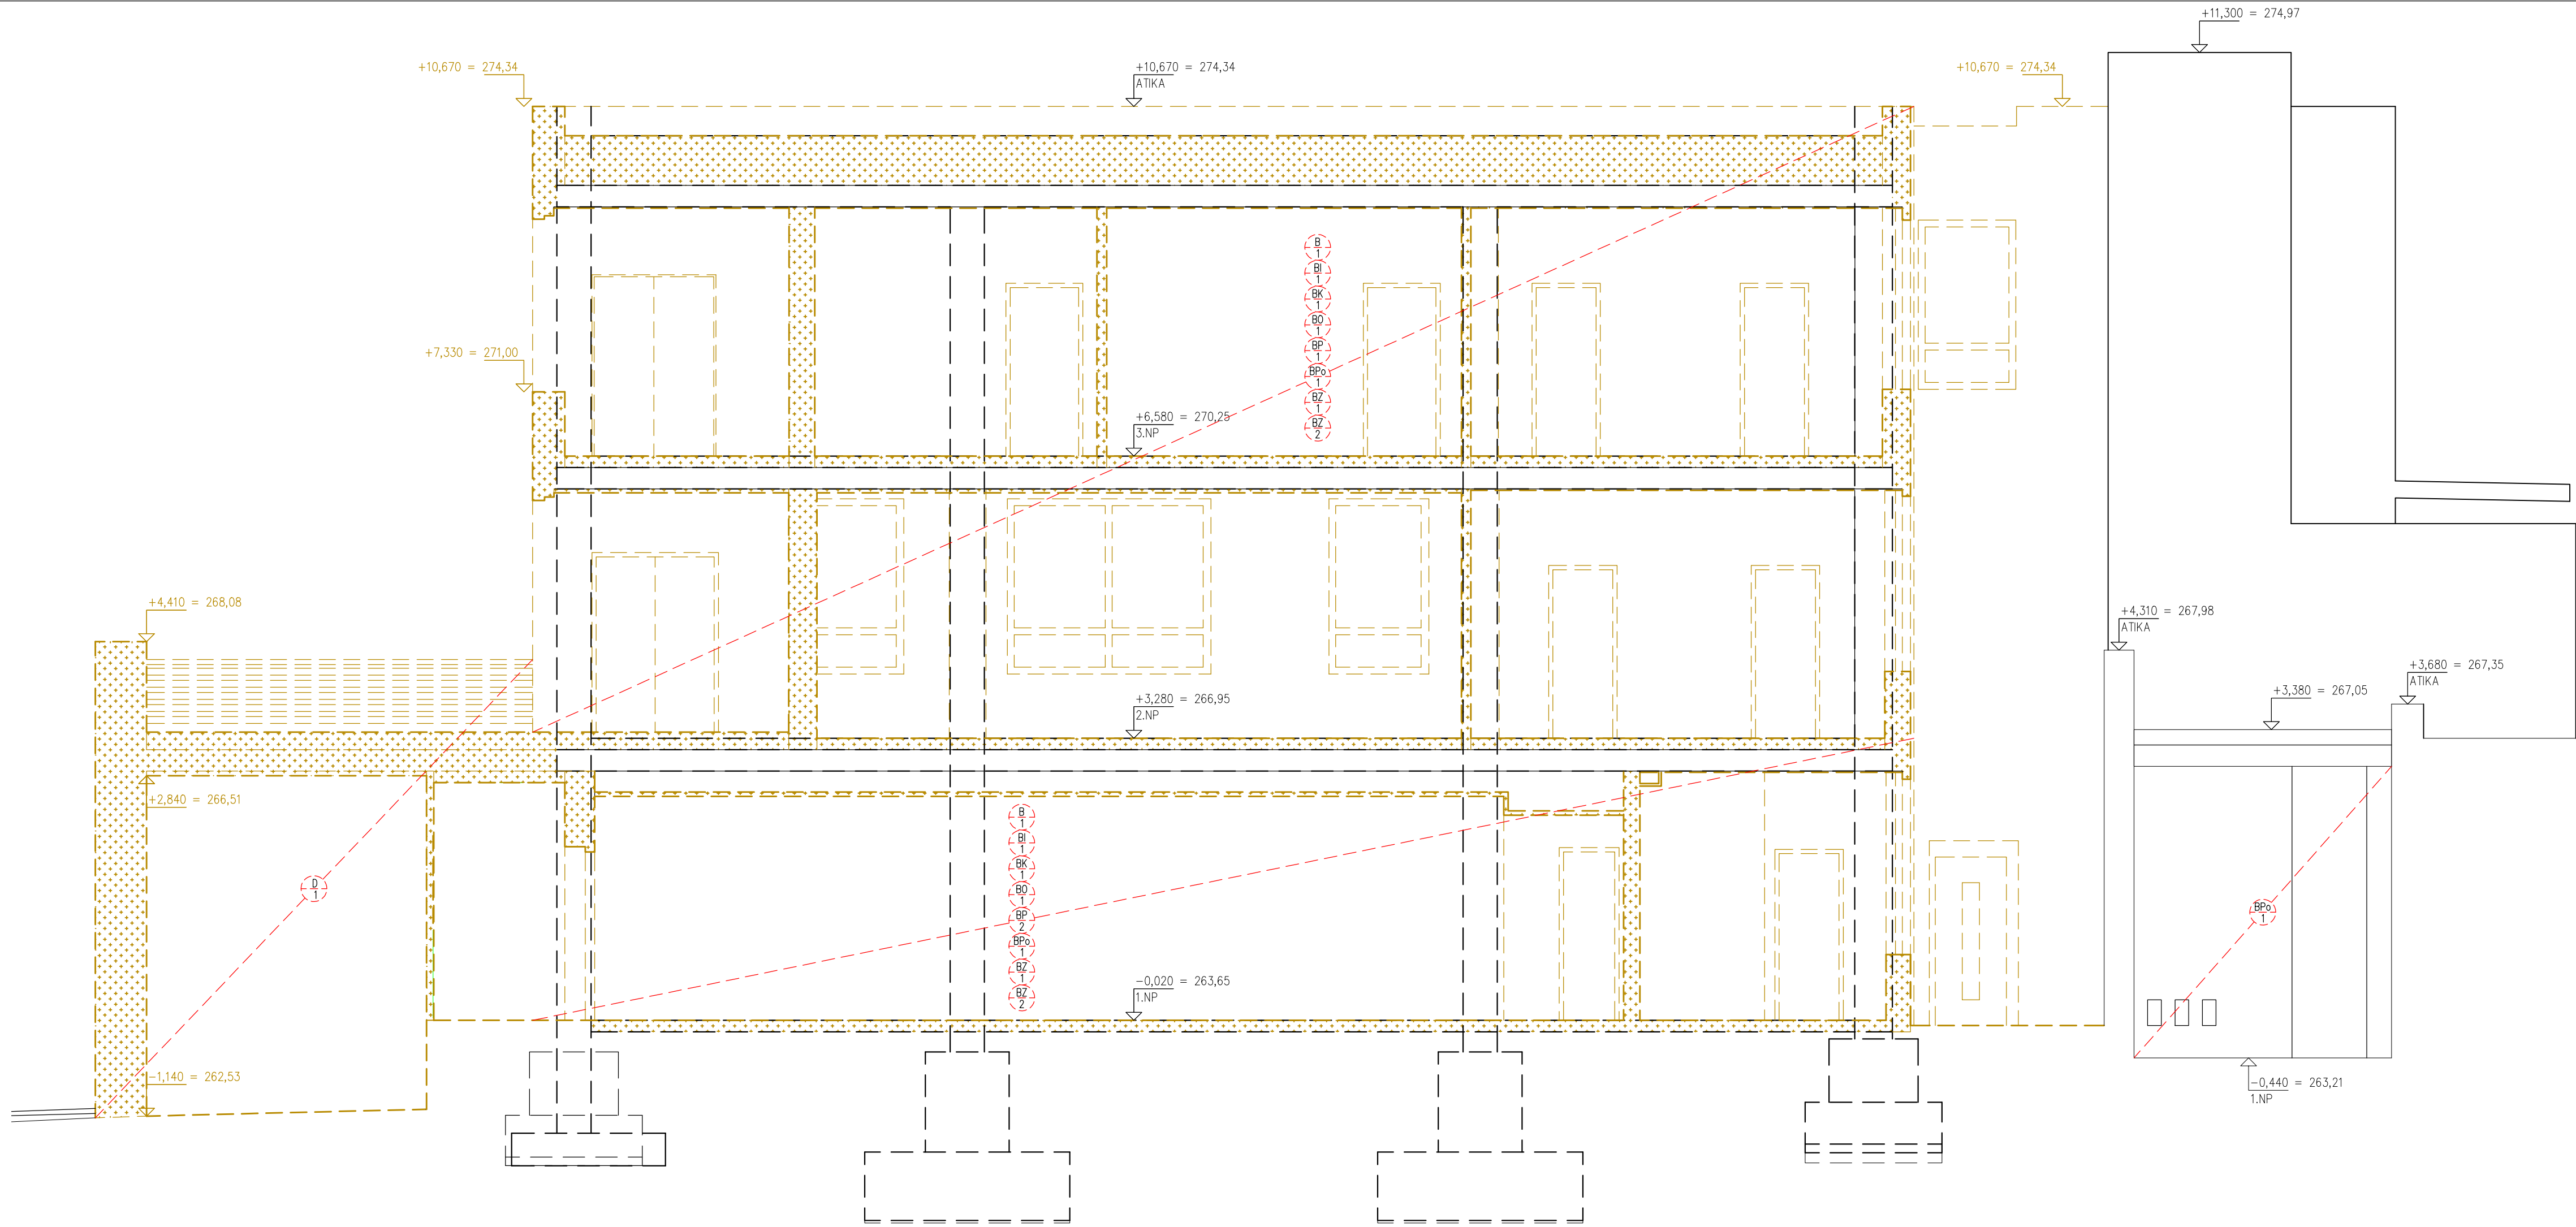 +11,300 = 274,97
+10,670 = 274,34
+10,670 = 274,34
ATIKA
+10,670 = 274,34
B
1
BI
1
BK
1
BO
1
BP
1
BPo
1
BZ
1
BZ
2
+7,330 = 271,00
+6,580 = 270,25
3.NP
+4,410 = 268,08
+4,310 = 267,98
ATIKA
+3,680 = 267,35
ATIKA
+3,380 = 267,05
+3,280 = 266,95
2.NP
+2,840 = 266,51
B
1
BI
1
BK
1
BO
1
BP
2
BPo
1
BZ
1
BZ
2
D
1
BPo
1
-0,020 = 263,65
1.NP
-1,140 = 262,53
-0,440 = 263,21
1.NP